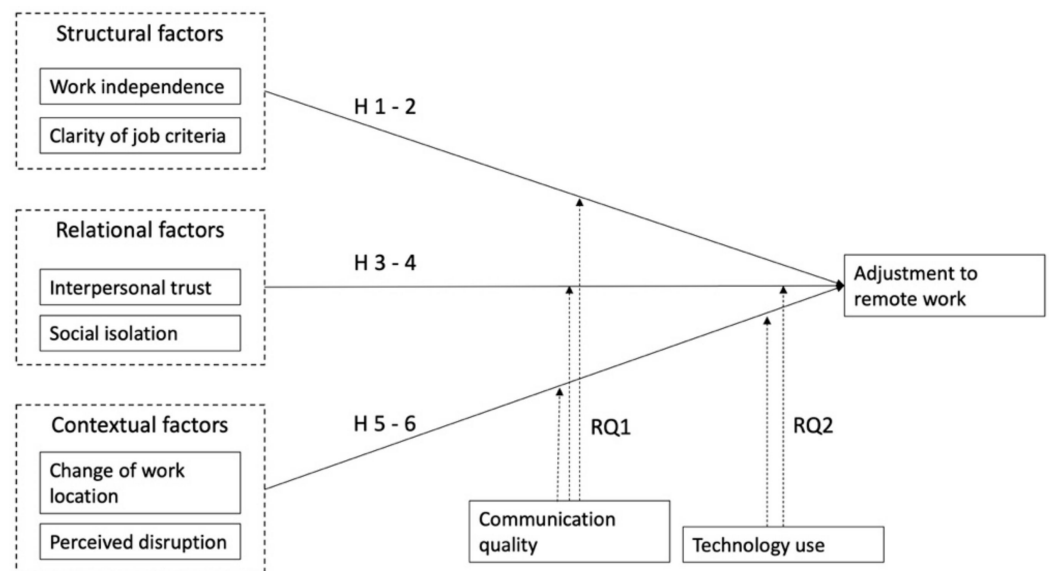 Structural factors
Work independence
Clarity of job criteria
H 1 - 2
Relational factors
Interpersonal trust
Social isolation
H 3 - 4
Adjustment to
remote work
Contextual factors
Change of work
location
Perceived disruption
H 5 - 6
RQ1
RQ2
Communication
quality
Technology use